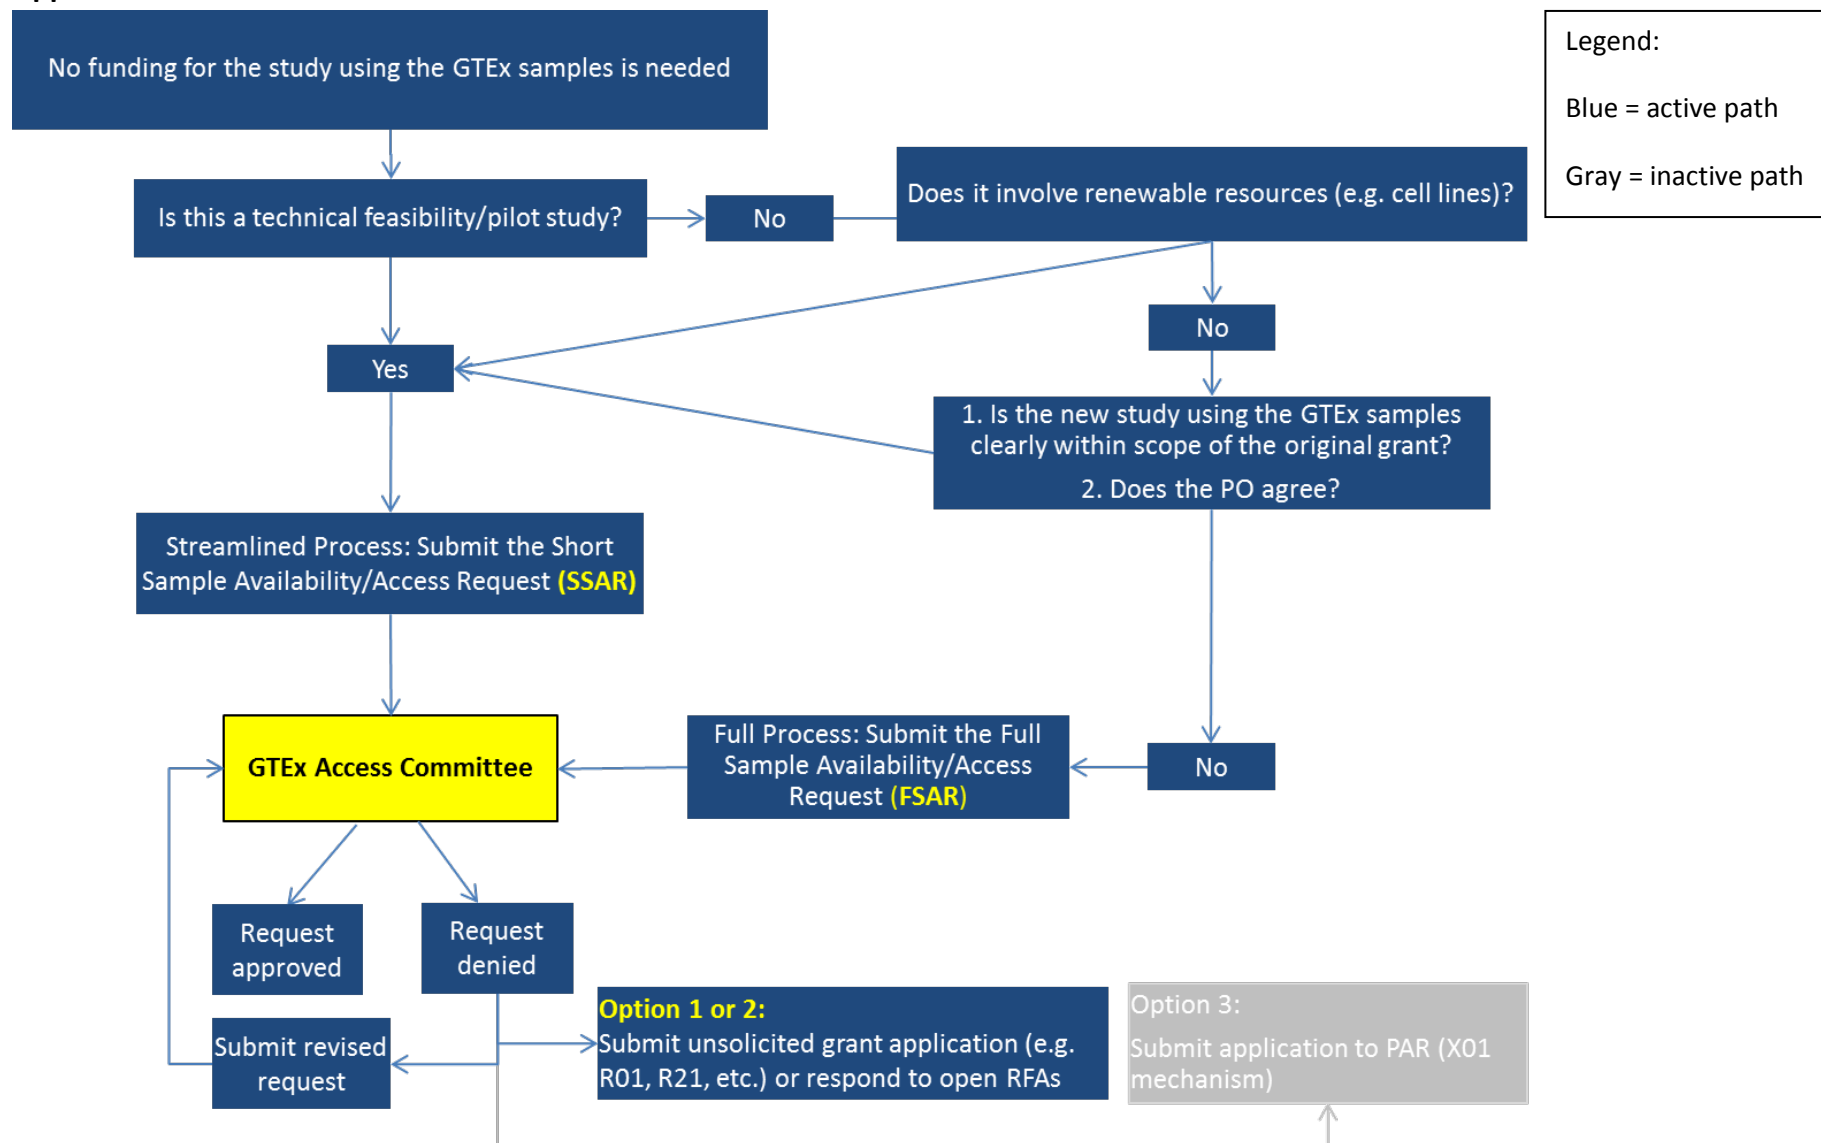 No funding for the study using the GTEx samples is needed
Legend:
Blue = active path
Gray = inactive path
Is this a technical feasibility/pilot study?
No
Does it involve renewable resources (e.g. cell lines)?
No
Yes
1. Is the new study using the GTEx samples
clearly within scope of the original grant?
2. Does the PO agree?
Streamlined Process: Submit the Short
Sample Availability/Access Request (SSAR)
GTEx Access Committee
Full Process: Submit the Full
Sample Availability/Access
Request (FSAR)
No
Request
approved
Request
denied
Submit revised
request
Option 1 or 2:
Submit unsolicited grant application (e.g.
R01, R21, etc.) or respond to open RFAs
Option 3:
Submit application to PAR (X01
mechanism)